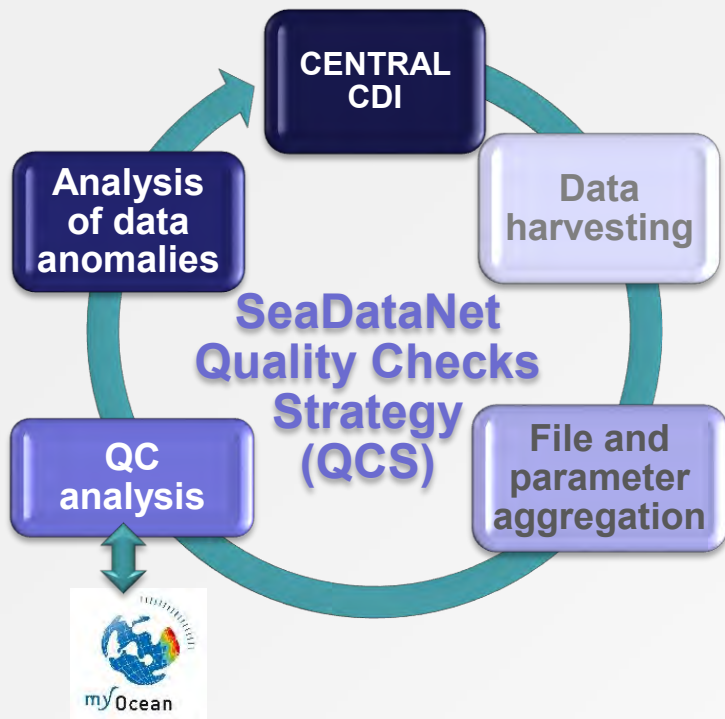 CENTRAL
CDI
Data
harvesting
File and
parameter
aggregation
QC
analysis
Analysis
of data
anomalies
SeaDataNet
Quality Checks
Strategy
(QCS)
myOcean